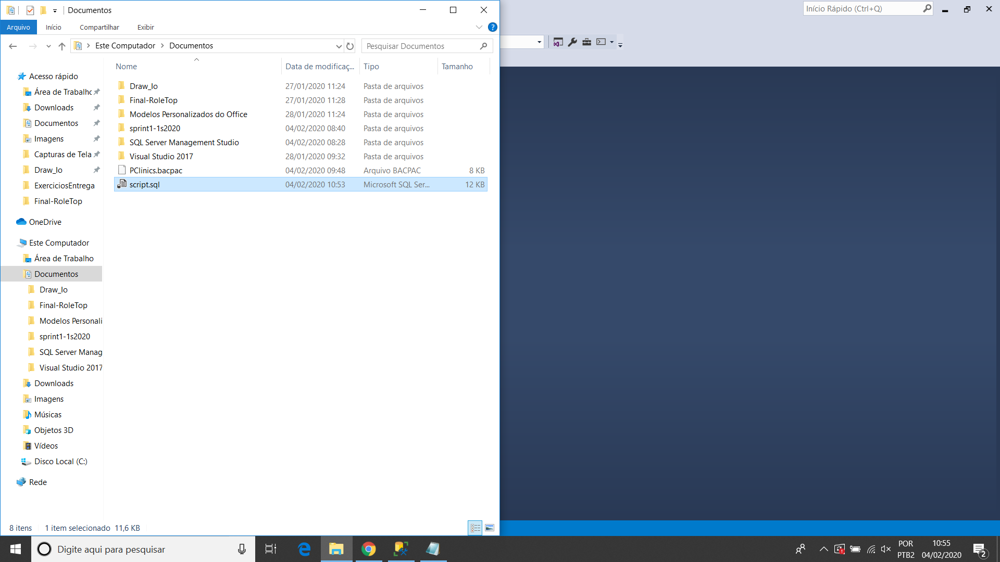 Documentos
Arquivo Início Compartilhar Exibir
Este Computador Documentos
Pesquisar Documentos
Nome Data de modificaç... Tipo Tamanho
Draw_Io 27/01/2020 11:24 Pasta de arquivos
Final-RoleTop 27/01/2020 11:28 Pasta de arquivos
Modelos Personalizados do Office 28/01/2020 11:24 Pasta de arquivos
sprint1-1s2020 04/02/2020 08:40 Pasta de arquivos
SQL Server Management Studio 04/02/2020 08:28 Pasta de arquivos
Visual Studio 2017 28/01/2020 09:32 Pasta de arquivos
PClinics.bacpac 04/02/2020 09:48 Arquivo BACPAC 8 KB
script.sql 04/02/2020 10:53 Microsoft SQL Ser... 12 KB
Acesso rápido
Área de Trabalho
Downloads
Documentos
Imagens
Capturas de Tela
Draw_Io
ExerciciosEntrega
Final-RoleTop
OneDrive
Este Computador
Área de Trabalho
Documentos
Draw_Io
Final-RoleTop
Modelos Personali
sprint1-1s2020
SQL Server Manag
Visual Studio 2017
Downloads
Imagens
Músicas
Objetos 3D
Vídeos
Disco Local (C:)
Rede
8 itens 1 item selecionado 11,6 KB
Início Rápido (Ctrl+Q)
Digite aqui para pesquisar
POR
PTB2
10:55
04/02/2020
2